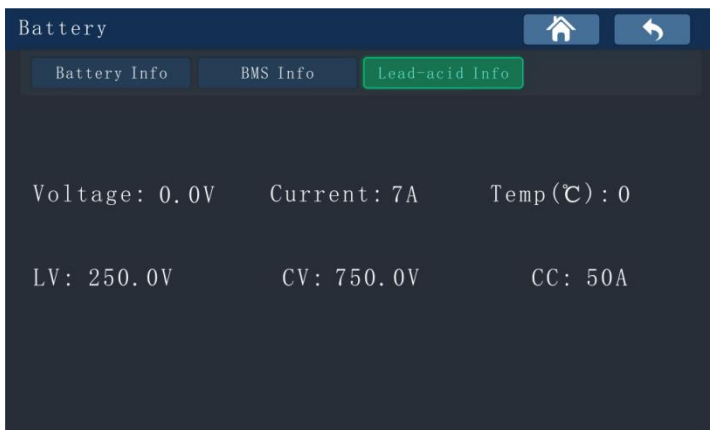 Battery
Battery Info BMS Info Lead-acid Info
Voltage: 0.0V Current: 7A Temp(℃): 0
LV: 250.0V CV: 750.0V CC: 50A